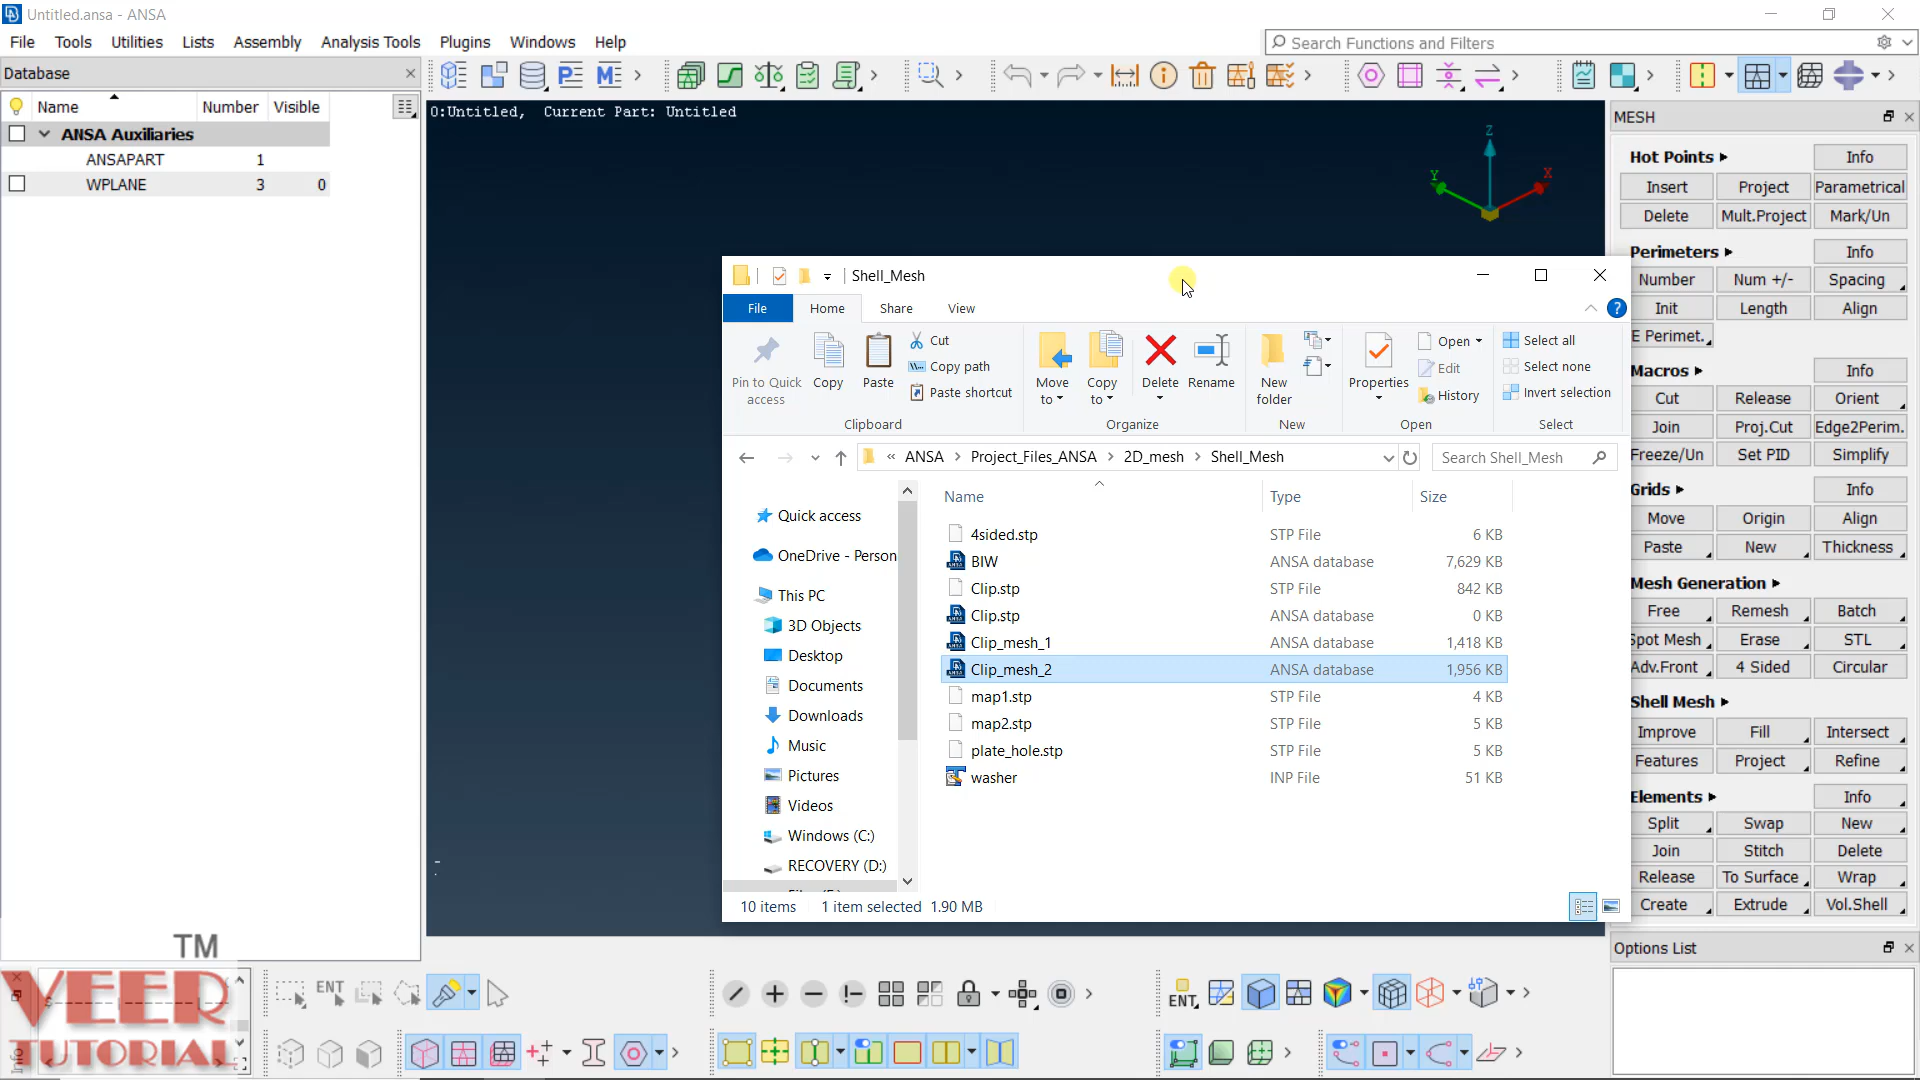 Untitled.ansa - ANSA
File Tools Utilities Lists Assembly Analysis Tools Plugins Windows Help
Search Functions and Filters
Database
Name Number Visible
ANSA Auxiliaries
ANSAPART 1
WPLANE 3 0
0:Untitled, Current Part: Untitled
Z
Y X
Shell_Mesh
File Home Share View
Pin to Quick access
Copy
Paste
Cut
Copy path
Paste shortcut
Clipboard
Move to
Copy to
Delete
Rename
Organize
New folder
New
Properties
Open
Edit
History
Open
Select all
Select none
Invert selection
Select
« ANSA > Project_Files_ANSA > 2D_mesh > Shell_Mesh
Search Shell_Mesh
Quick access
OneDrive - Person
This PC
3D Objects
Desktop
Documents
Downloads
Music
Pictures
Videos
Windows (C:)
RECOVERY (D:)
Name Type Size
4sided.stp STP File 6 KB
BIW ANSA database 7,629 KB
Clip.stp STP File 842 KB
Clip.stp ANSA database 0 KB
Clip_mesh_1 ANSA database 1,418 KB
Clip_mesh_2 ANSA database 1,956 KB
map1.stp STP File 4 KB
map2.stp STP File 5 KB
plate_hole.stp STP File 5 KB
washer INP File 51 KB
10 items 1 item selected 1.90 MB
MESH
Hot Points Info
Insert Project Parametrical
Delete Mult.Project Mark/Un
Perimeters Info
Number Num +/- Spacing
Init Length Align
E Perimet.
Macros Info
Cut Release Orient
Join Proj.Cut Edge2Perim.
Freeze/Un Set PID Simplify
Grids Info
Move Origin Align
Paste New Thickness
Mesh Generation
Free Remesh Batch
Spot Mesh Erase STL
Adv.Front 4 Sided Circular
Shell Mesh
Improve Fill Intersect
Features Project Refine
Elements Info
Split Swap New
Join Stitch Delete
Release To Surface Wrap
Create Extrude Vol.Shell
Options List
TM
VEER
TUTORIAL
Info
ENT
ENT